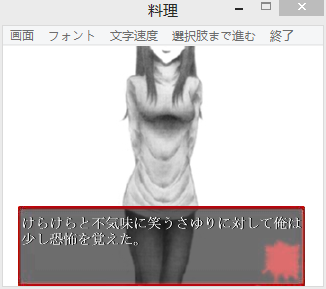 料理
画面 フォント 文字速度 選択肢まで進む 終了
けらけらと不気味に笑うさゆりに対して俺は
少し恐怖を覚えた。